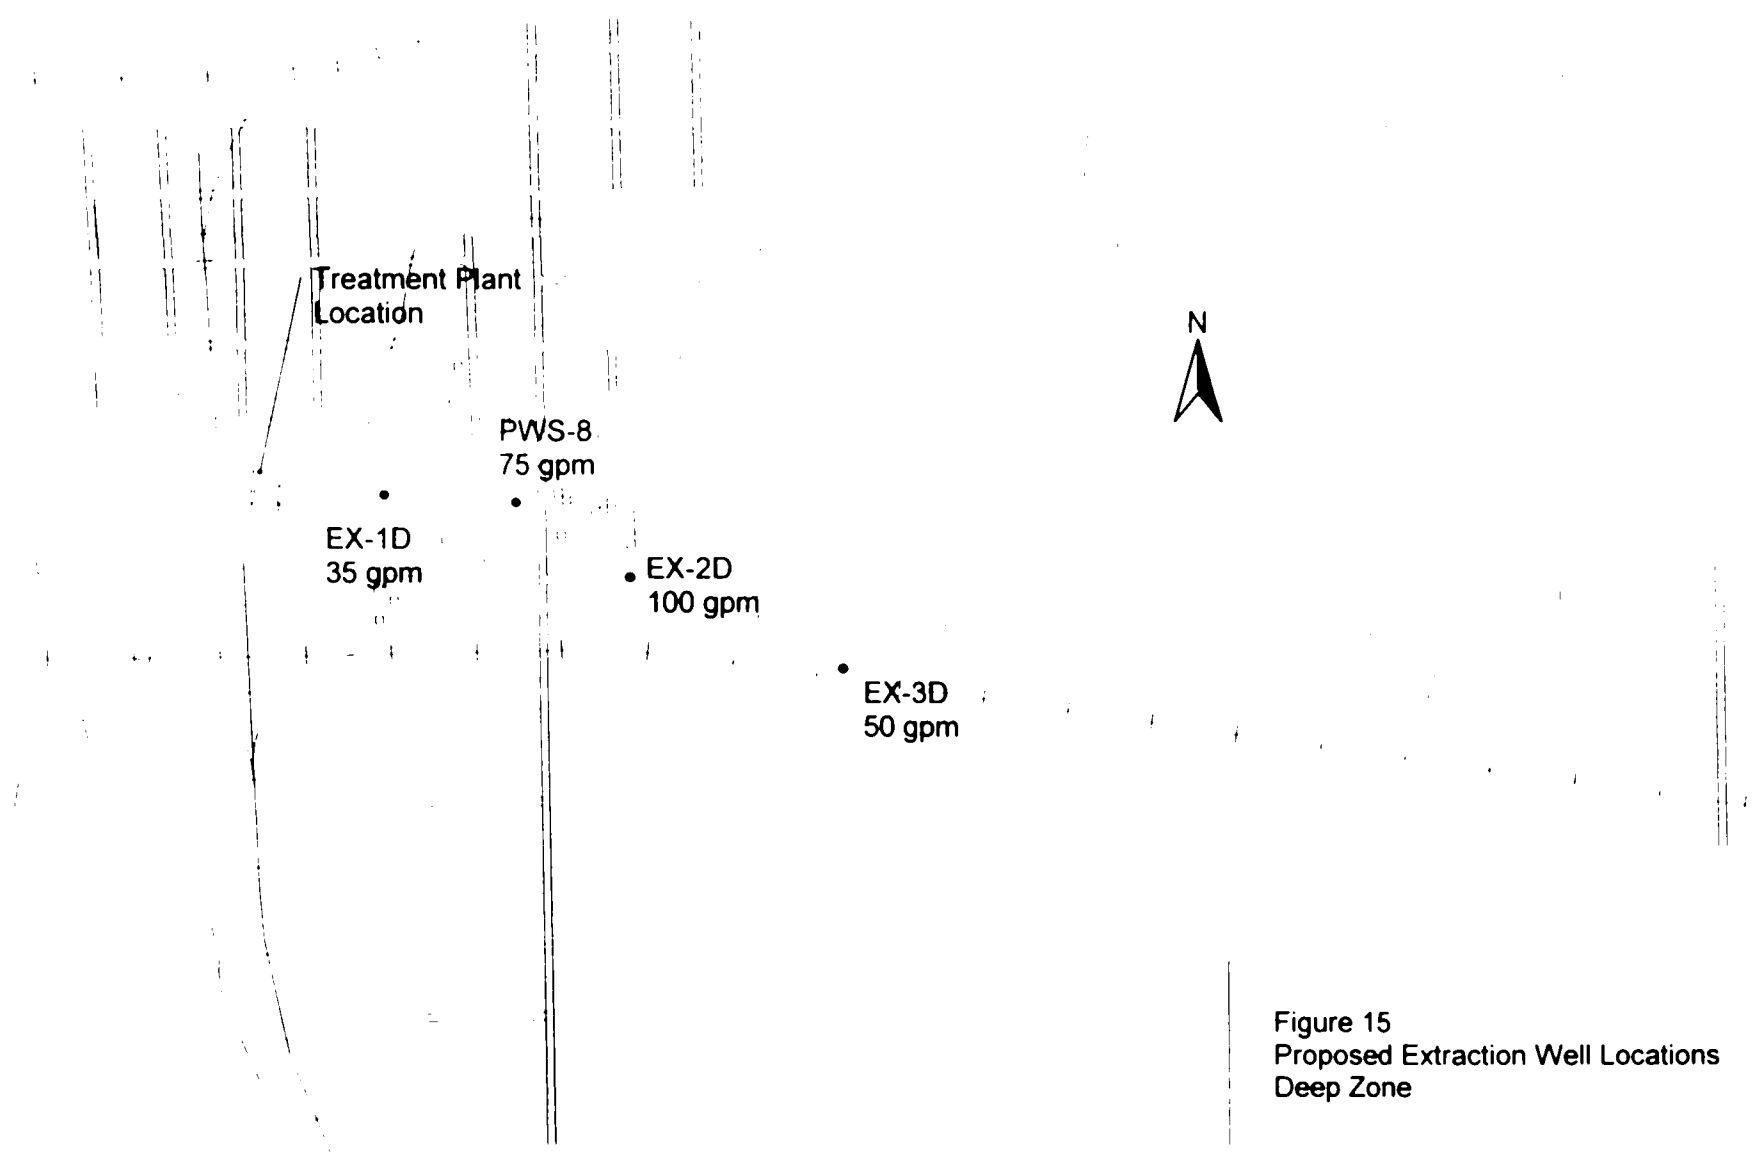 Treatment Plant
Location
N
PWS-8
75 gpm
EX-1D
35 gpm
EX-2D
100 gpm
EX-3D
50 gpm
Figure 15
Proposed Extraction Well Locations
Deep Zone